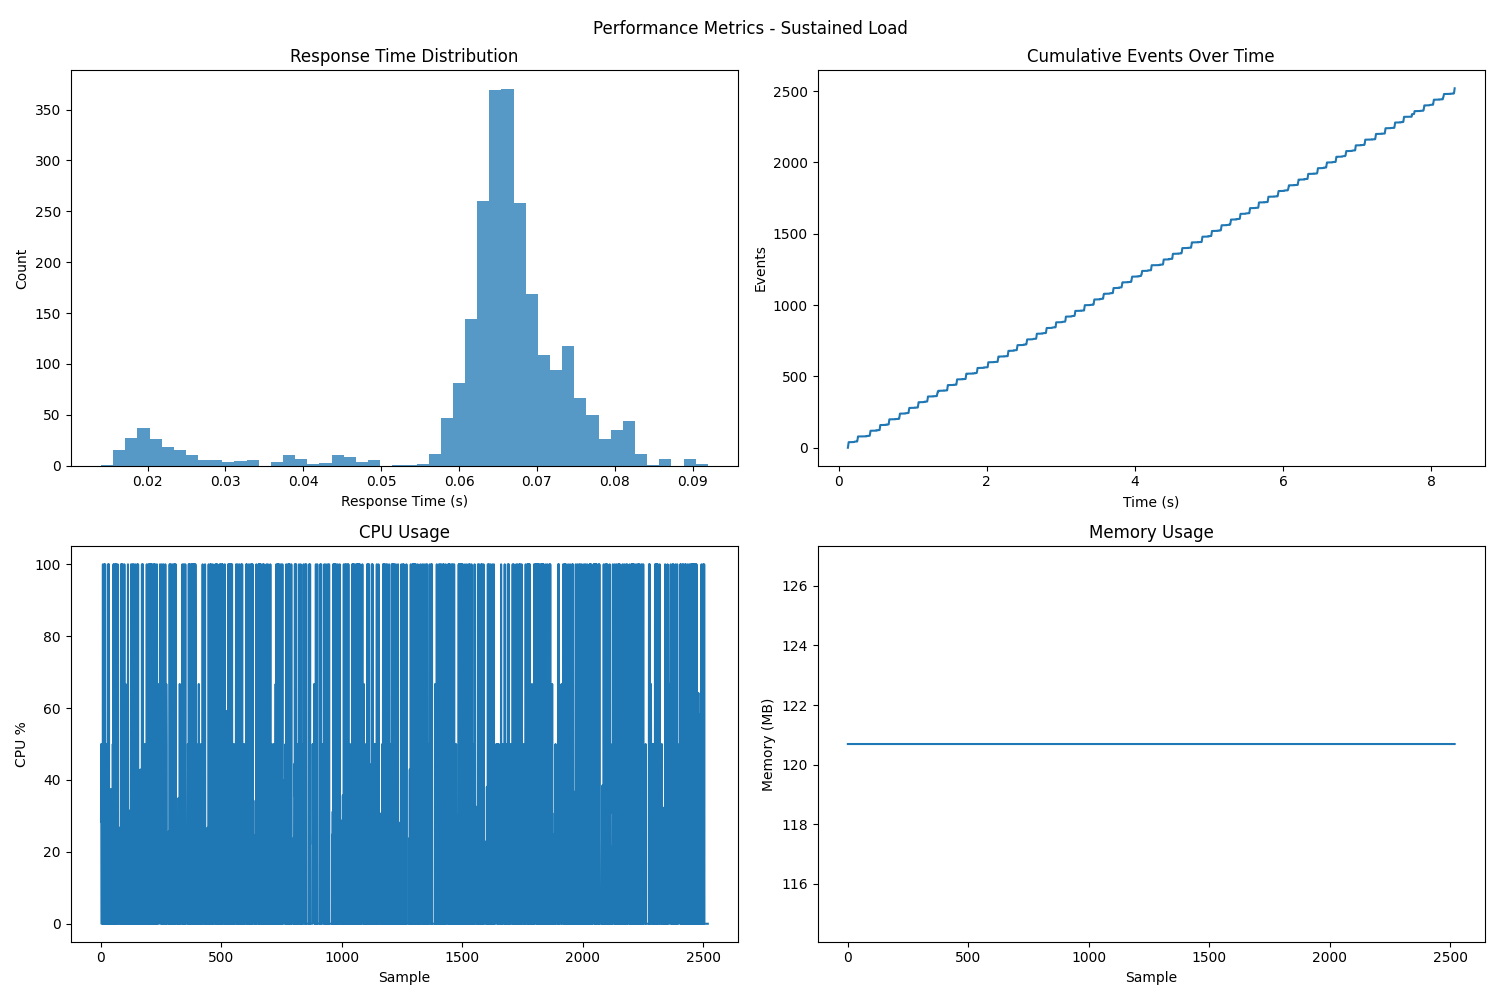 Performance Metrics - Sustained Load
Response Time Distribution
Count
350
300
250
200
150
100
50
0
0.02 0.03 0.04 0.05 0.06 0.07 0.08 0.09
Response Time (s)
Cumulative Events Over Time
Events
2500
2000
1500
1000
500
0
0 2 4 6 8
Time (s)
CPU Usage
CPU %
100
80
60
40
20
0
0 500 1000 1500 2000 2500
Sample
Memory Usage
Memory (MB)
126
124
122
120
118
116
0 500 1000 1500 2000 2500
Sample